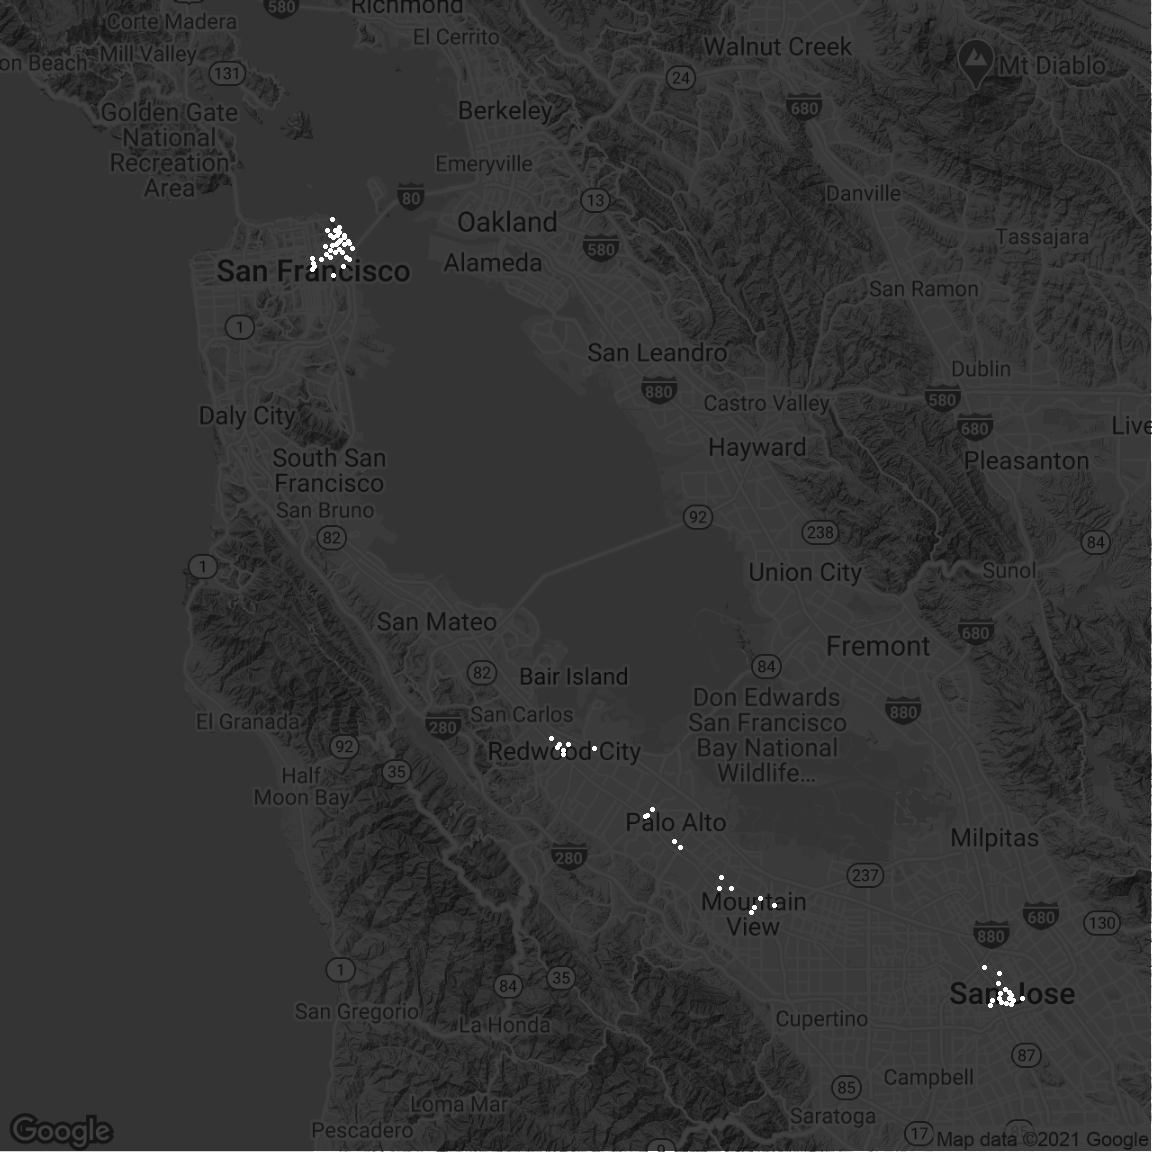 580
Richmond
Corte Madera
El Cerrito
Mill Valley
on Beach
131
24
Walnut Creek
Mt Diablo
680
Golden Gate
National
Recreation
Area
Berkeley
Emeryville
80
13
Danville
Oakland
580
Tassajara
Alameda
San Francisco
San Ramon
1
San Leandro
880
Dublin
580
Castro Valley
Daly City
680
Live
Hayward
Pleasanton
South San
Francisco
San Bruno
92
82
238
84
1
Union City
Sunol
San Mateo
680
Fremont
84
82
Bair Island
Don Edwards
San Francisco
Bay National
Wildlife...
880
San Carlos
El Granada
280
92
Redwood City
35
Half
Moon Bay
Palo Alto
Milpitas
280
237
Mountain
View
680
130
880
1
35
84
San Jose
San Gregorio
La Honda
Cupertino
87
Campbell
85
Loma Mar
Saratoga
Pescadero
17
9
Google
Map data ©2021 Google